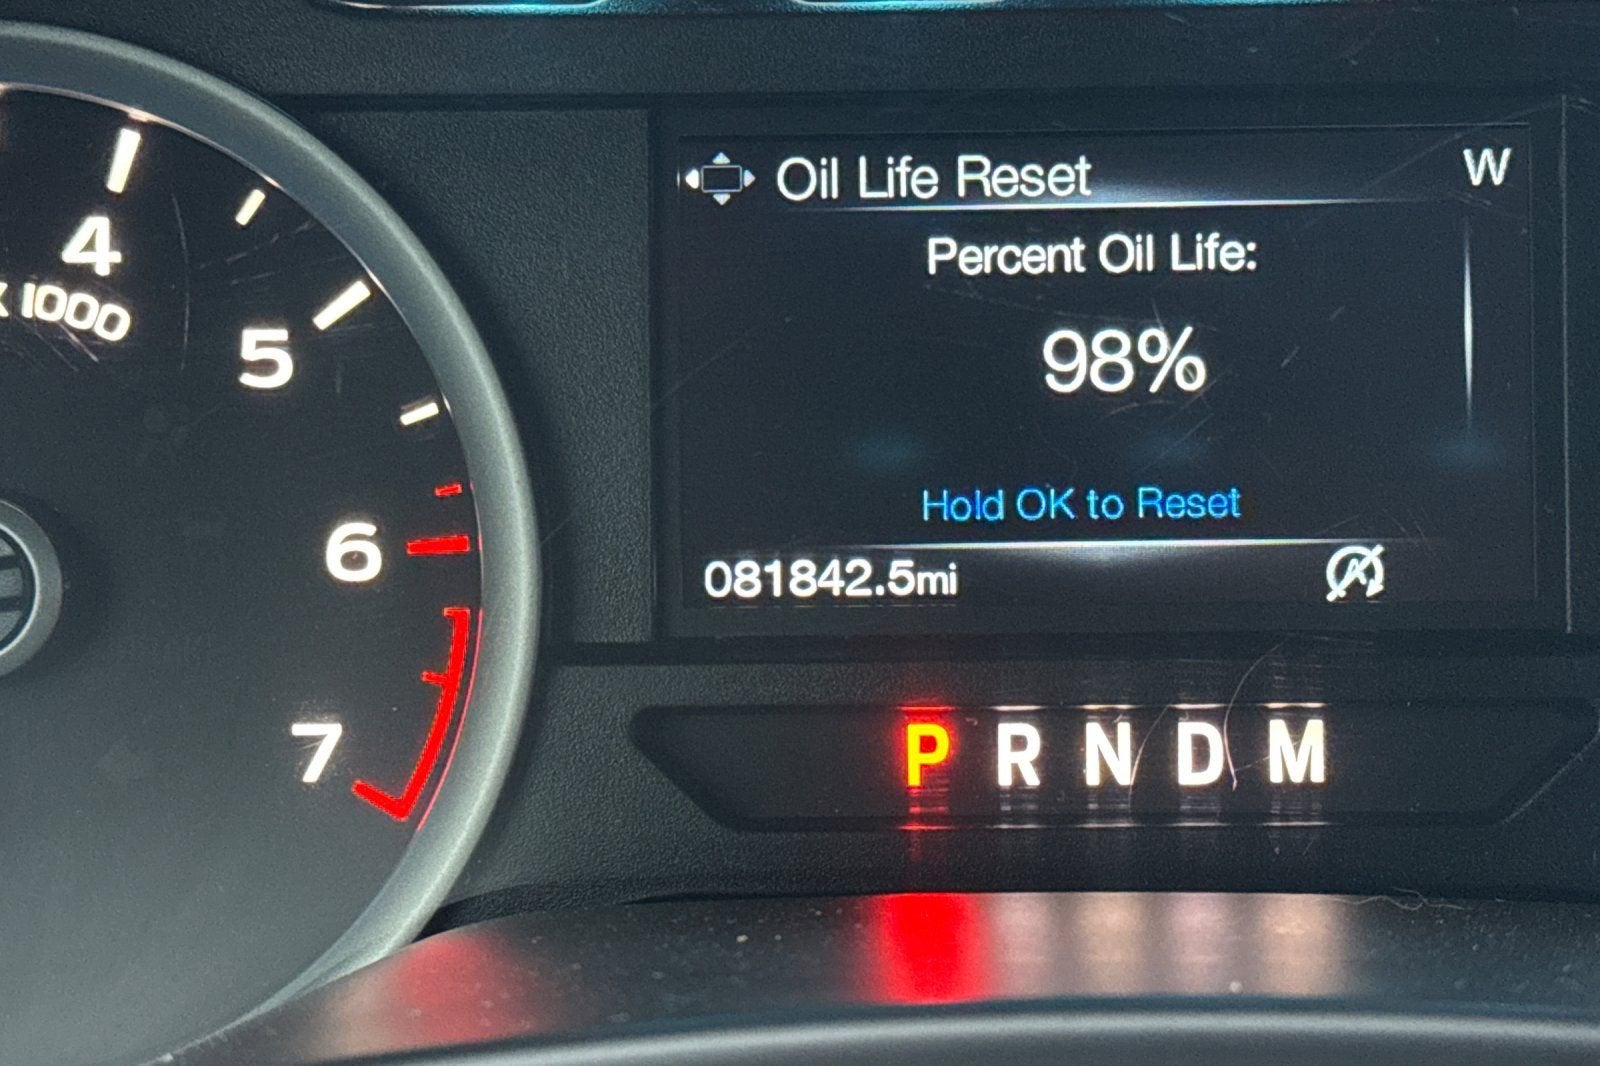 4
x 1000
5
6
7
Oil Life Reset
W
Percent Oil Life:
98%
Hold OK to Reset
081842.5mi
A
P R N D M